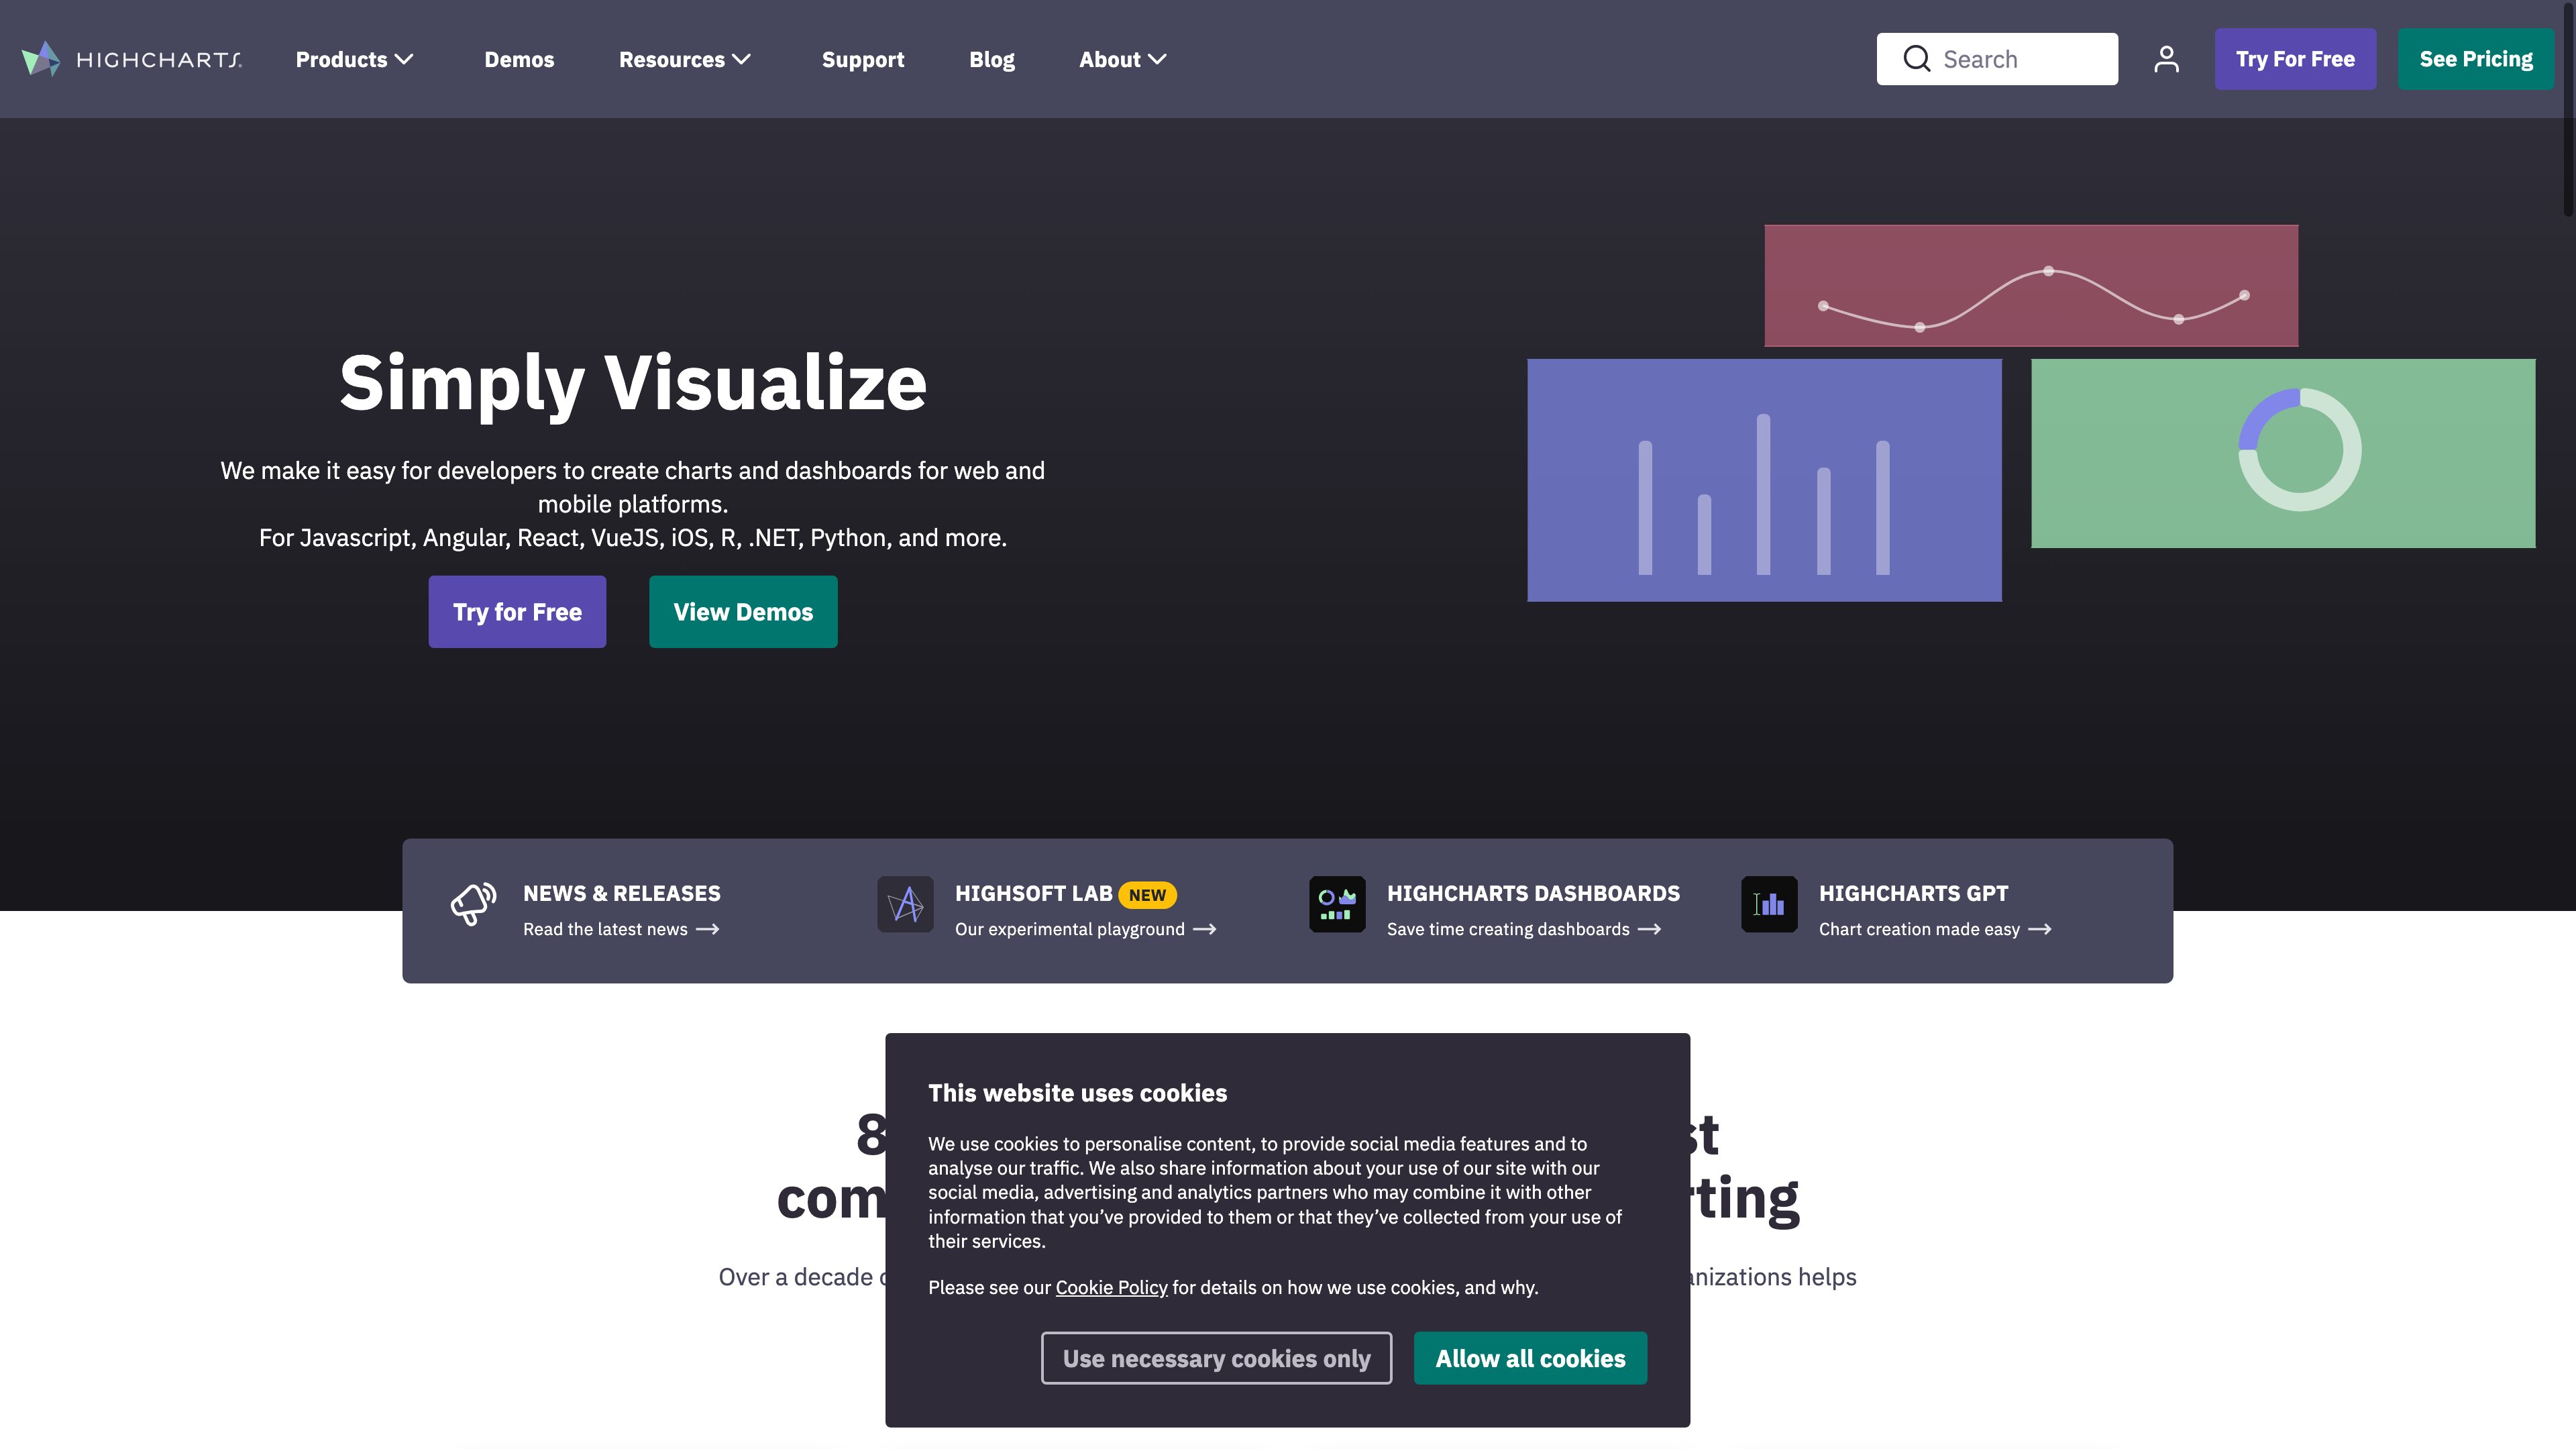 HIGHCHARTS
Products
Demos
Resources
Support
Blog
About
Search
Try For Free
See Pricing
Simply Visualize
We make it easy for developers to create charts and dashboards for web and
mobile platforms.
For Javascript, Angular, React, VueJS, iOS, R, .NET, Python, and more.
Try for Free
View Demos
NEWS & RELEASES
Read the latest news
HIGHSOFT LAB NEW
Our experimental playground
HIGHCHARTS DASHBOARDS
Save time creating dashboards
HIGHCHARTS GPT
Chart creation made easy
Over a decade
helps
This website uses cookies
We use cookies to personalise content, to provide social media features and to
analyse our traffic. We also share information about your use of our site with our
social media, advertising and analytics partners who may combine it with other
information that you’ve provided to them or that they’ve collected from your use of
their services.
Please see our Cookie Policy for details on how we use cookies, and why.
Use necessary cookies only
Allow all cookies